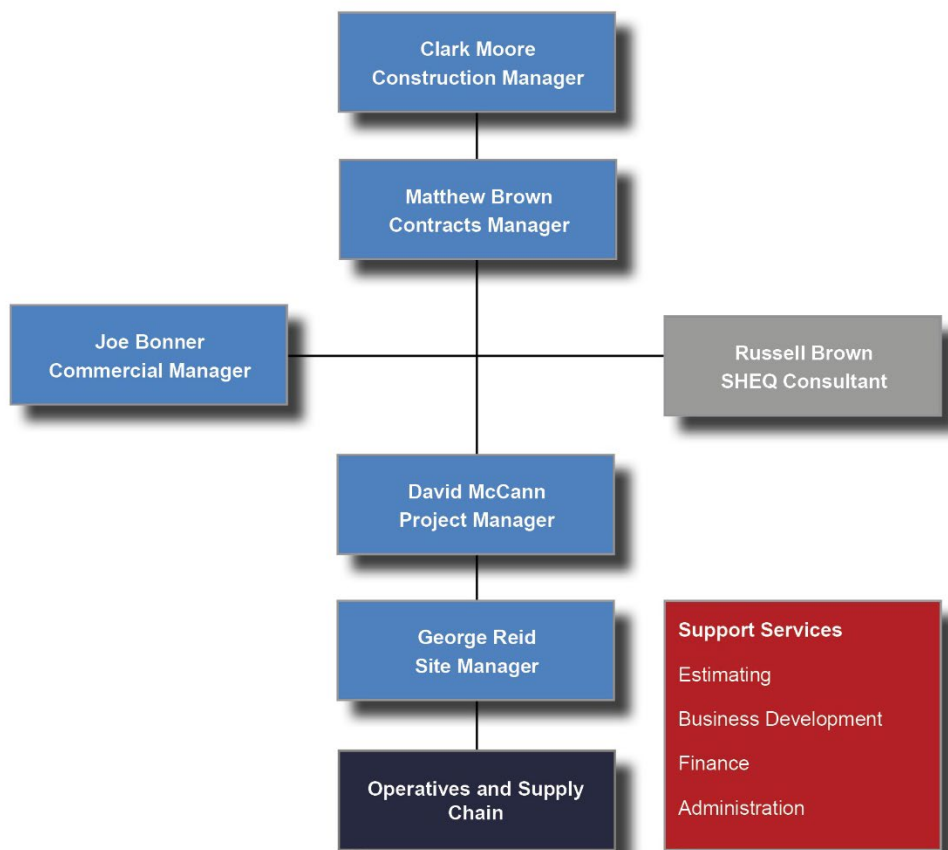 Clark Moore
Construction Manager
Matthew Brown
Contracts Manager
Joe Bonner
Commercial Manager
Russell Brown
SHEQ Consultant
David McCann
Project Manager
George Reid
Site Manager
Operatives and Supply
Chain
Support Services
Estimating
Business Development
Finance
Administration